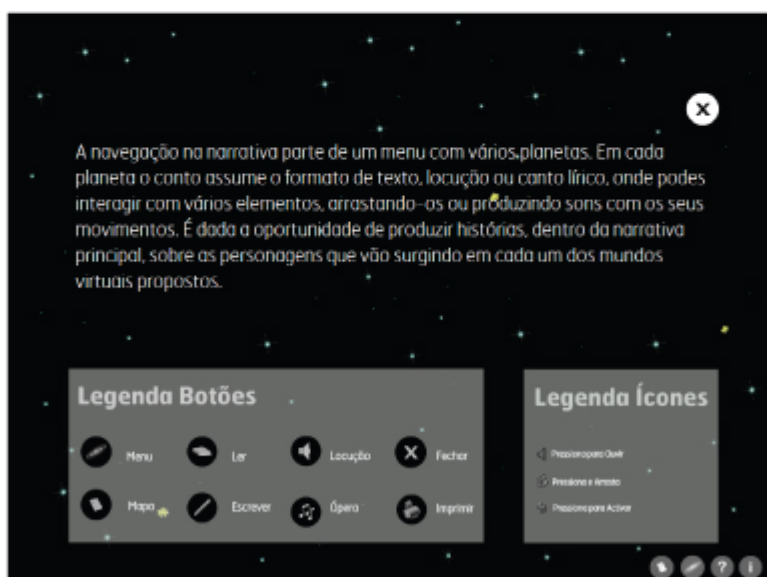 X
A navegação na narrativa parte de um menu com vários planetas. Em cada
planeta o conto assume o formato de texto, locução ou canto lírico, onde podes
interagir com vários elementos, arrastando-os ou produzindo sons com os seus
movimentos. É dada a oportunidade de produzir histórias, dentro da narrativa
principal, sobre as personagens que vão surgindo em cada um dos mundos
virtuais propostos.
Legenda Botões
Menu Ler Locução Fechar
Mapa Escrever Ópera Imprimir
Legenda Ícones
Pressiona para Ouvir
Pressiona e Arrasta
Pressiona para Activar
? i